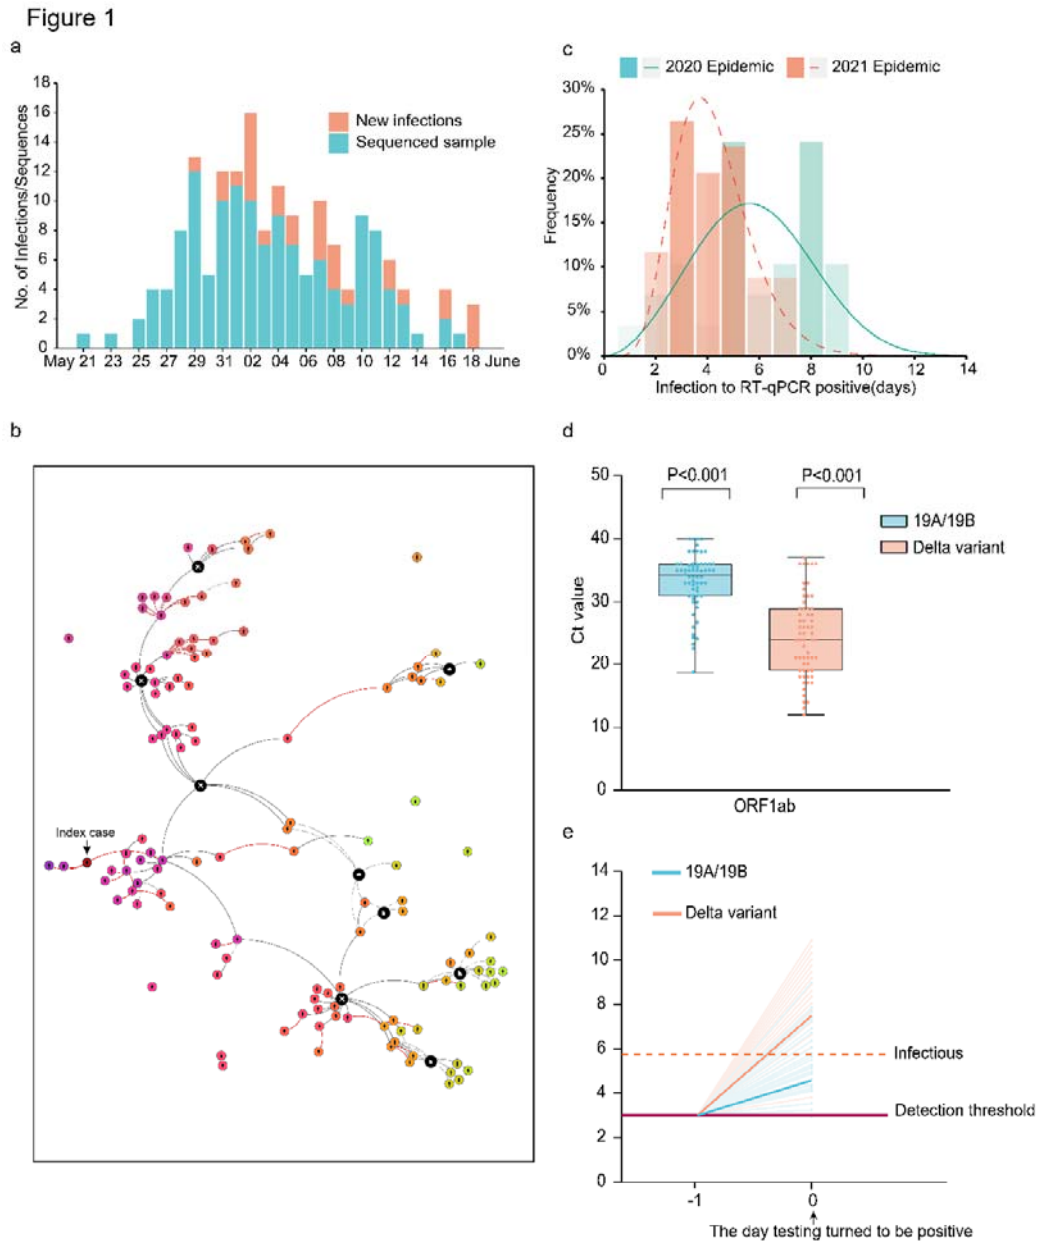 Figure 1
a
18
16
14
12
10
8
6
4
2
0
No. of Infections/Sequences
New infections
Sequenced sample
May 21 23 25 27 29 31 02 04 06 08 10 12 14 16 18 June
c
2020 Epidemic
2021 Epidemic
30%
25%
20%
15%
10%
5%
0%
Frequency
0 2 4 6 8 10 12 14
Infection to RT-qPCR positive(days)
b
Index case
d
50
40
30
20
10
0
Ct value
P<0.001
P<0.001
19A/19B
Delta variant
ORF1ab
e
14
12
10
8
6
4
2
0
19A/19B
Delta variant
Infectious
Detection threshold
-1 0
The day testing turned to be positive